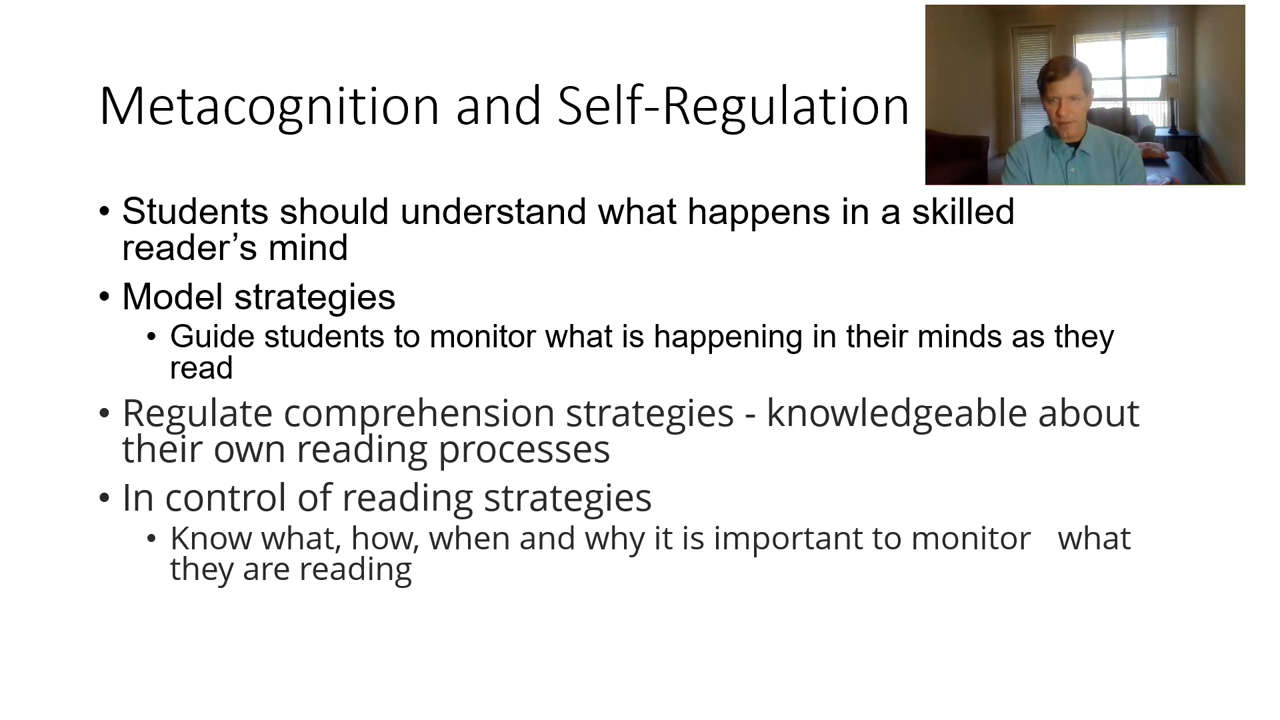 Metacognition and Self-Regulation
• Students should understand what happens in a skilled
reader’s mind
• Model strategies
• Guide students to monitor what is happening in their minds as they
read
• Regulate comprehension strategies - knowledgeable about
their own reading processes
• In control of reading strategies
• Know what, how, when and why it is important to monitor   what
they are reading